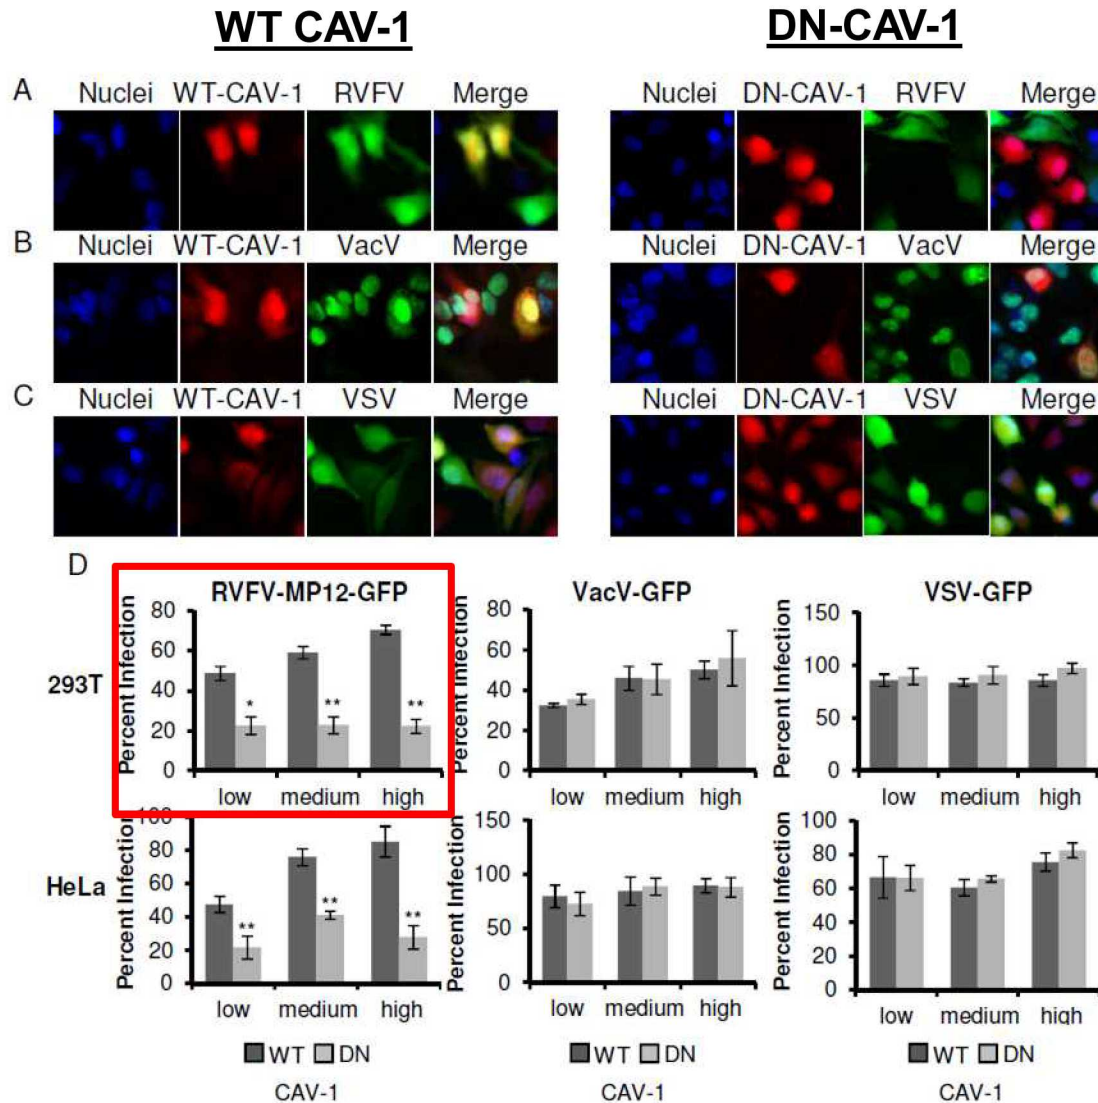 WT CAV-1 DN-CAV-1
A Nuclei WT-CAV-1 RVFV Merge Nuclei DN-CAV-1 RVFV Merge
B Nuclei WT-CAV-1 VacV Merge Nuclei DN-CAV-1 VacV Merge
C Nuclei WT-CAV-1 VSV Merge Nuclei DN-CAV-1 VSV Merge
D
RVFV-MP12-GFP VacV-GFP VSV-GFP
293T
Percent Infection
80
60
40
20
0
* ** **
low medium high
Percent Infection
80
60
40
20
0
low medium high
Percent Infection
150
100
50
0
low medium high
HeLa
Percent Infection
100
80
60
40
20
0
** ** **
low medium high
Percent Infection
150
100
50
0
low medium high
Percent Infection
100
80
60
40
20
0
low medium high
WT DN WT DN WT DN
CAV-1 CAV-1 CAV-1